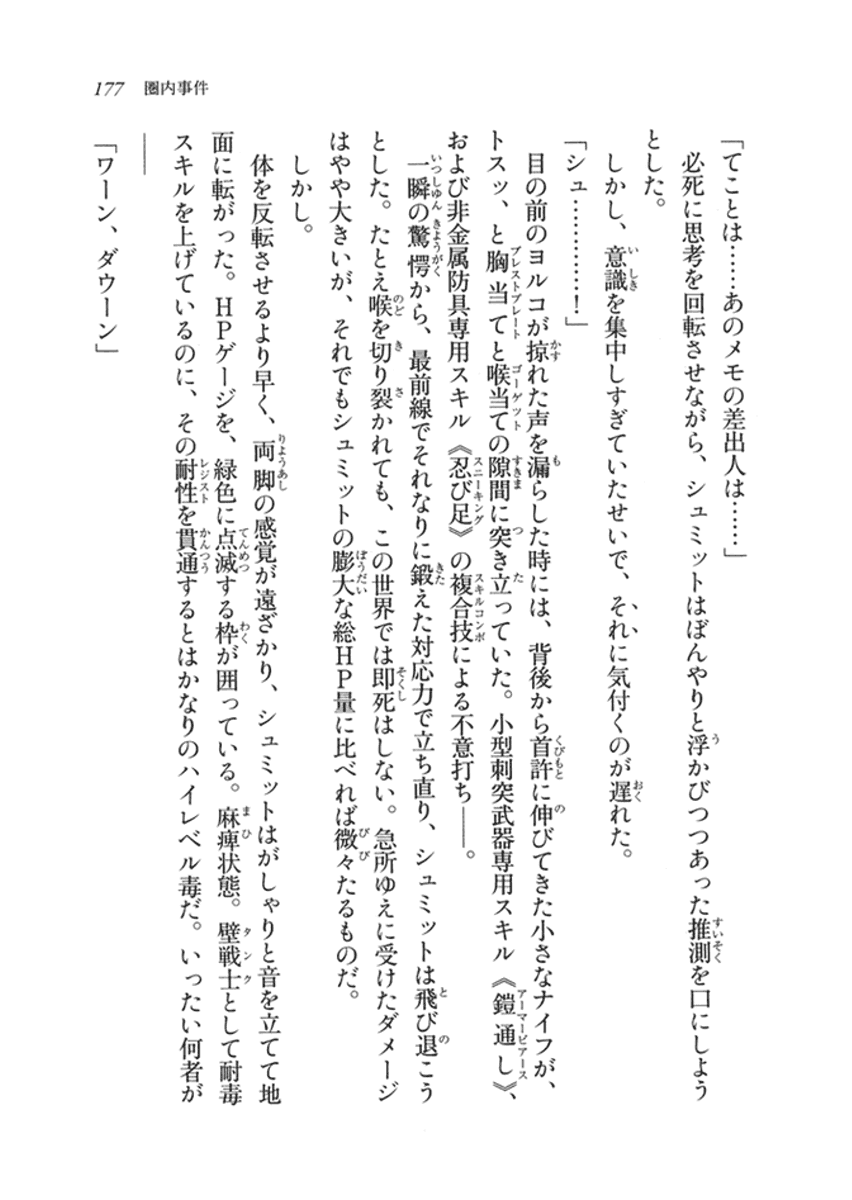 177 圏内事件
「てことは……あのメモの差出人は……」
必死に思考を回転させながら、シュミットはぼんやりと浮かびつつあった推測を口にしよう
とした。
しかし、意識を集中しすぎていたせいで、それに気付くのが遅れた。
「シュ…………！」
目の前のヨルコが掠れた声を漏らした時には、背後から首許に伸びてきた小さなナイフが、
トスッ、と胸当てと喉当ての隙間に突き立っていた。小型刺突武器専用スキル《鎧通し》、
および非金属防具専用スキル《忍び足》の複合技による不意打ち――。
一瞬の驚愕から、最前線でそれなりに鍛えた対応力で立ち直り、シュミットは飛び退こう
とした。たとえ喉を切り裂かれても、この世界では即死はしない。急所ゆえに受けたダメージ
はやや大きいが、それでもシュミットの膨大な総ＨＰ量に比べれば微々たるものだ。
しかし。
体を反転させるより早く、両脚の感覚が遠ざかり、シュミットはがしゃりと音を立てて地
面に転がった。ＨＰゲージを、緑色に点滅する枠が囲っている。麻痺状態。壁戦士として耐毒
スキルを上げているのに、その耐性を貫通するとはかなりのハイレベル毒だ。いったい何者が
――
「ワーン、ダウーン」